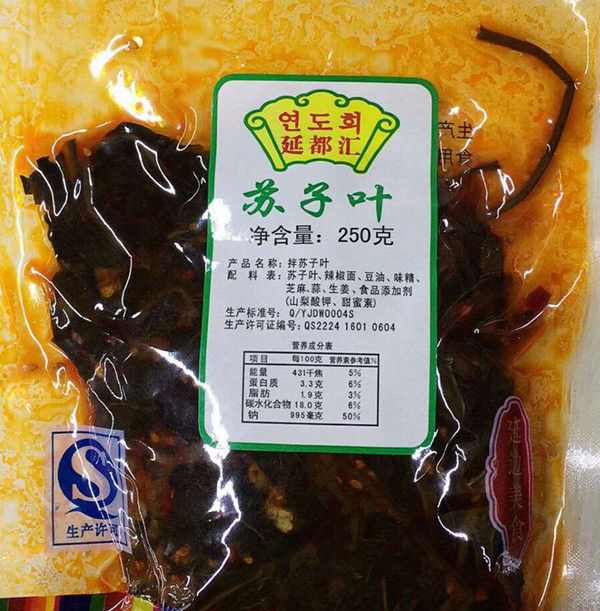 연도회
延都汇
苏子叶
净含量：250克
产品名称：拌苏子叶
配 料 表：苏子叶、辣椒面、豆油、味精、
芝麻、蒜、生姜、食品添加剂
(山梨酸钾、甜蜜素)
生产标准号：Q/YJDW0004S
生产许可证编号：QS2224 1601 0604
营养成分表
项目 每100克 营养素参考值%
能量 431千焦 5%
蛋白质 3.3克 6%
脂肪 1.9克 3%
碳水化合物 18.0克 6%
钠 995毫克 50%
生产许可
延边美食